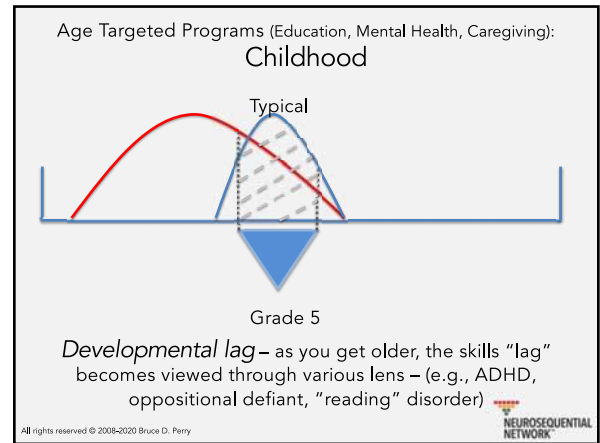 Age Targeted Programs (Education, Mental Health, Caregiving):
Childhood
Typical
Grade 5
Developmental lag – as you get older, the skills “lag”
becomes viewed through various lens – (e.g., ADHD,
oppositional defiant, “reading” disorder)
All rights reserved © 2008-2020 Bruce D. Perry
NEUROSEQUENTIAL
NETWORK™